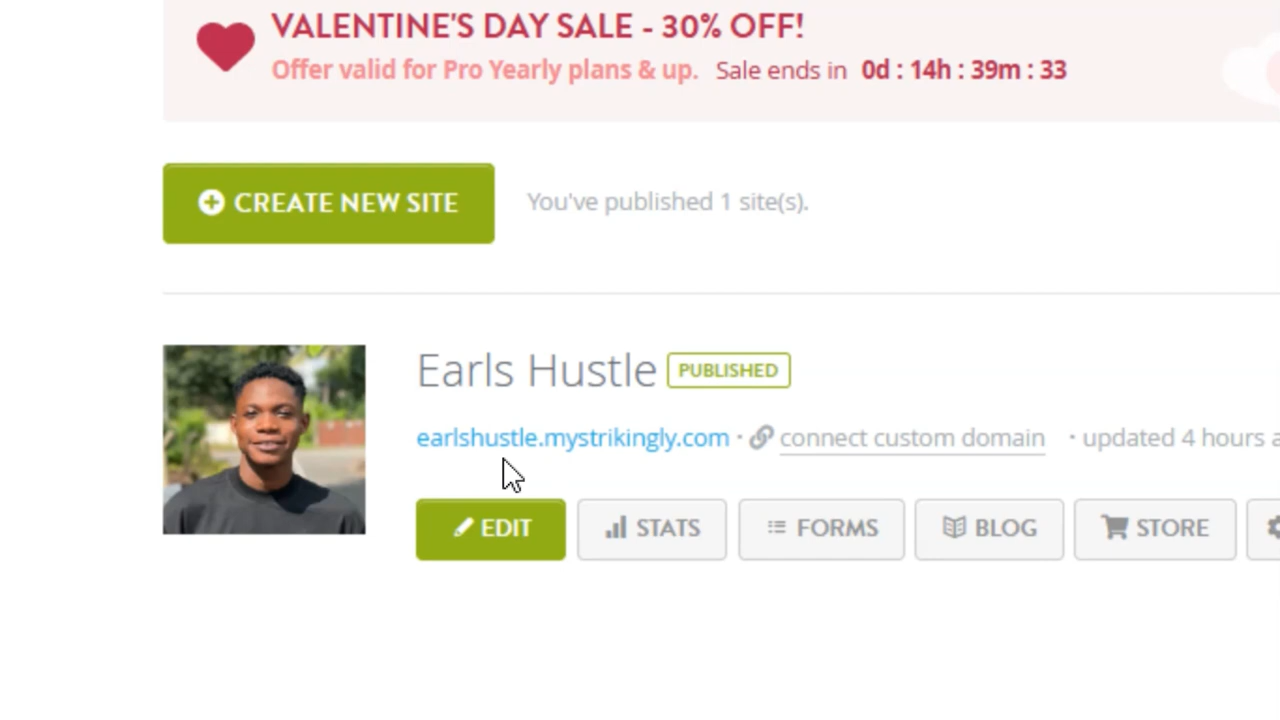 VALENTINE'S DAY SALE - 30% OFF!
Offer valid for Pro Yearly plans & up. Sale ends in 0d : 14h : 39m : 33
CREATE NEW SITE You've published 1 site(s).
Earls Hustle PUBLISHED
earlshustle.mystrikingly.com · connect custom domain · updated 4 hours a
EDIT STATS FORMS BLOG STORE